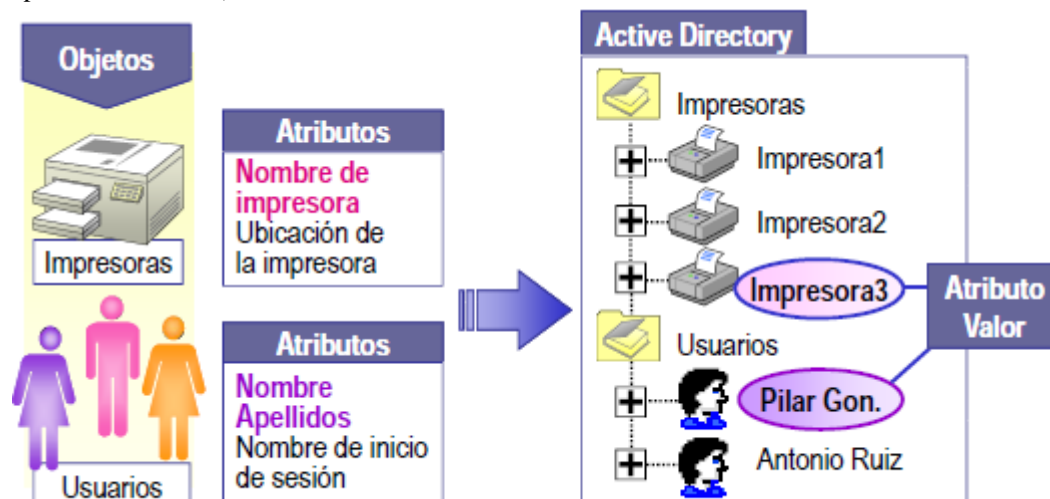 Objetos
Impresoras
Usuarios
Atributos
Nombre de
impresora
Ubicación de
la impresora
Atributos
Nombre
Apellidos
Nombre de inicio
de sesión
Active Directory
Impresoras
Impresora1
Impresora2
Impresora3
Usuarios
Pilar Gon.
Antonio Ruiz
Atributo
Valor